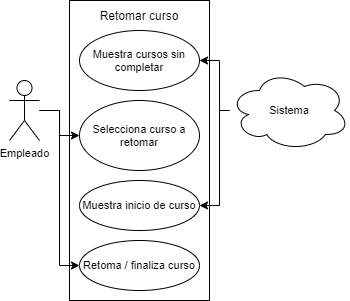 Retomar curso
Muestra cursos sin
completar
Sistema
Selecciona curso a
retomar
Empleado
Muestra inicio de curso
Retoma / finaliza curso